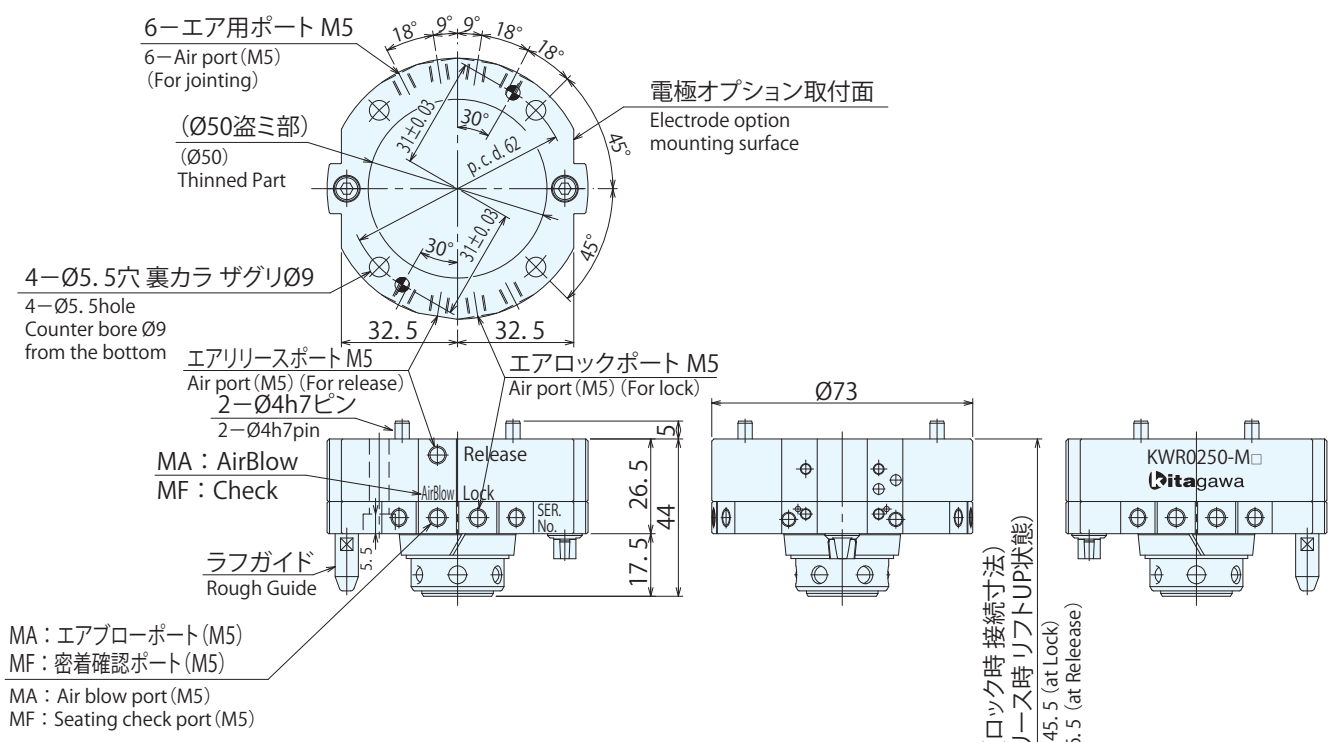 6－エア用ポート M5
6－Air port (M5)
(For jointing)
18° 9° 9° 18° 18°
電極オプション取付面
Electrode option
mounting surface
(Ø50盗ミ部)
(Ø50)
Thinned Part
31±0.03
30°
p.c.d.62
45°
30°
31±0.03
45°
4－Ø5.5穴 裏カラ ザグリØ9
4－Ø5.5hole
Counter bore Ø9
from the bottom
32.5 32.5
エアリリースポート M5
Air port (M5) (For release)
エアロックポート M5
Air port (M5) (For lock)
2－Ø4h7ピン
2－Ø4h7pin
MA：AirBlow
MF：Check
Release
AirBlow
Lock
SER.
No.
5
26.5
44
17.5
5.5
ラフガイド
Rough Guide
MA：エアブローポート(M5)
MF：密着確認ポート(M5)
MA：Air blow port (M5)
MF：Seating check port (M5)
Ø73
ロック時 接続寸法)
リース時 リフトUP状態)
45.5 (at Lock)
5.5 (at Releease)
KWR0250-M□
Kitagawa